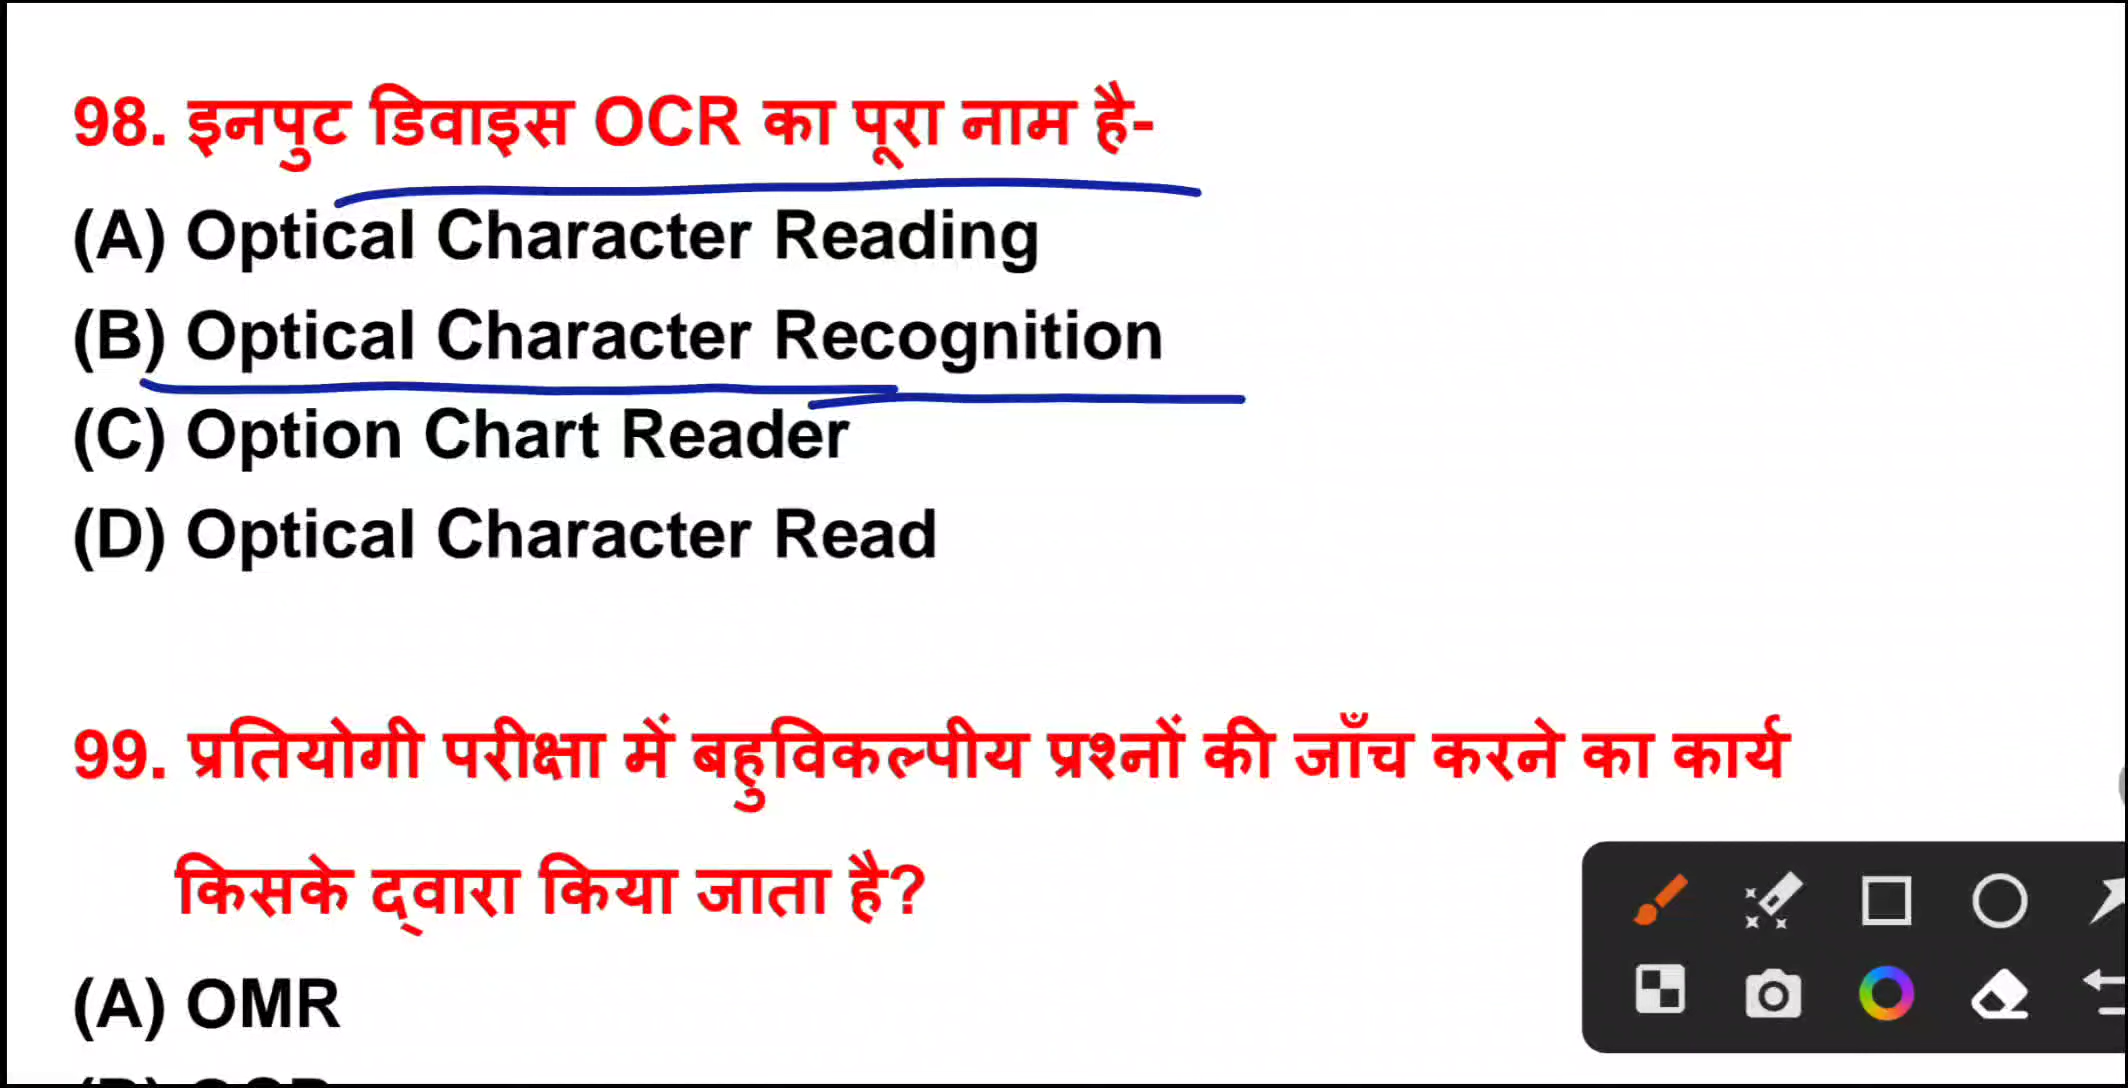 98. इनपुट डिवाइस OCR का पूरा नाम है-
(A) Optical Character Reading
(B) Optical Character Recognition
(C) Option Chart Reader
(D) Optical Character Read
99. प्रतियोगी परीक्षा में बहुविकल्पीय प्रश्नों की जाँच करने का कार्य
किसके द्वारा किया जाता है?
(A) OMR